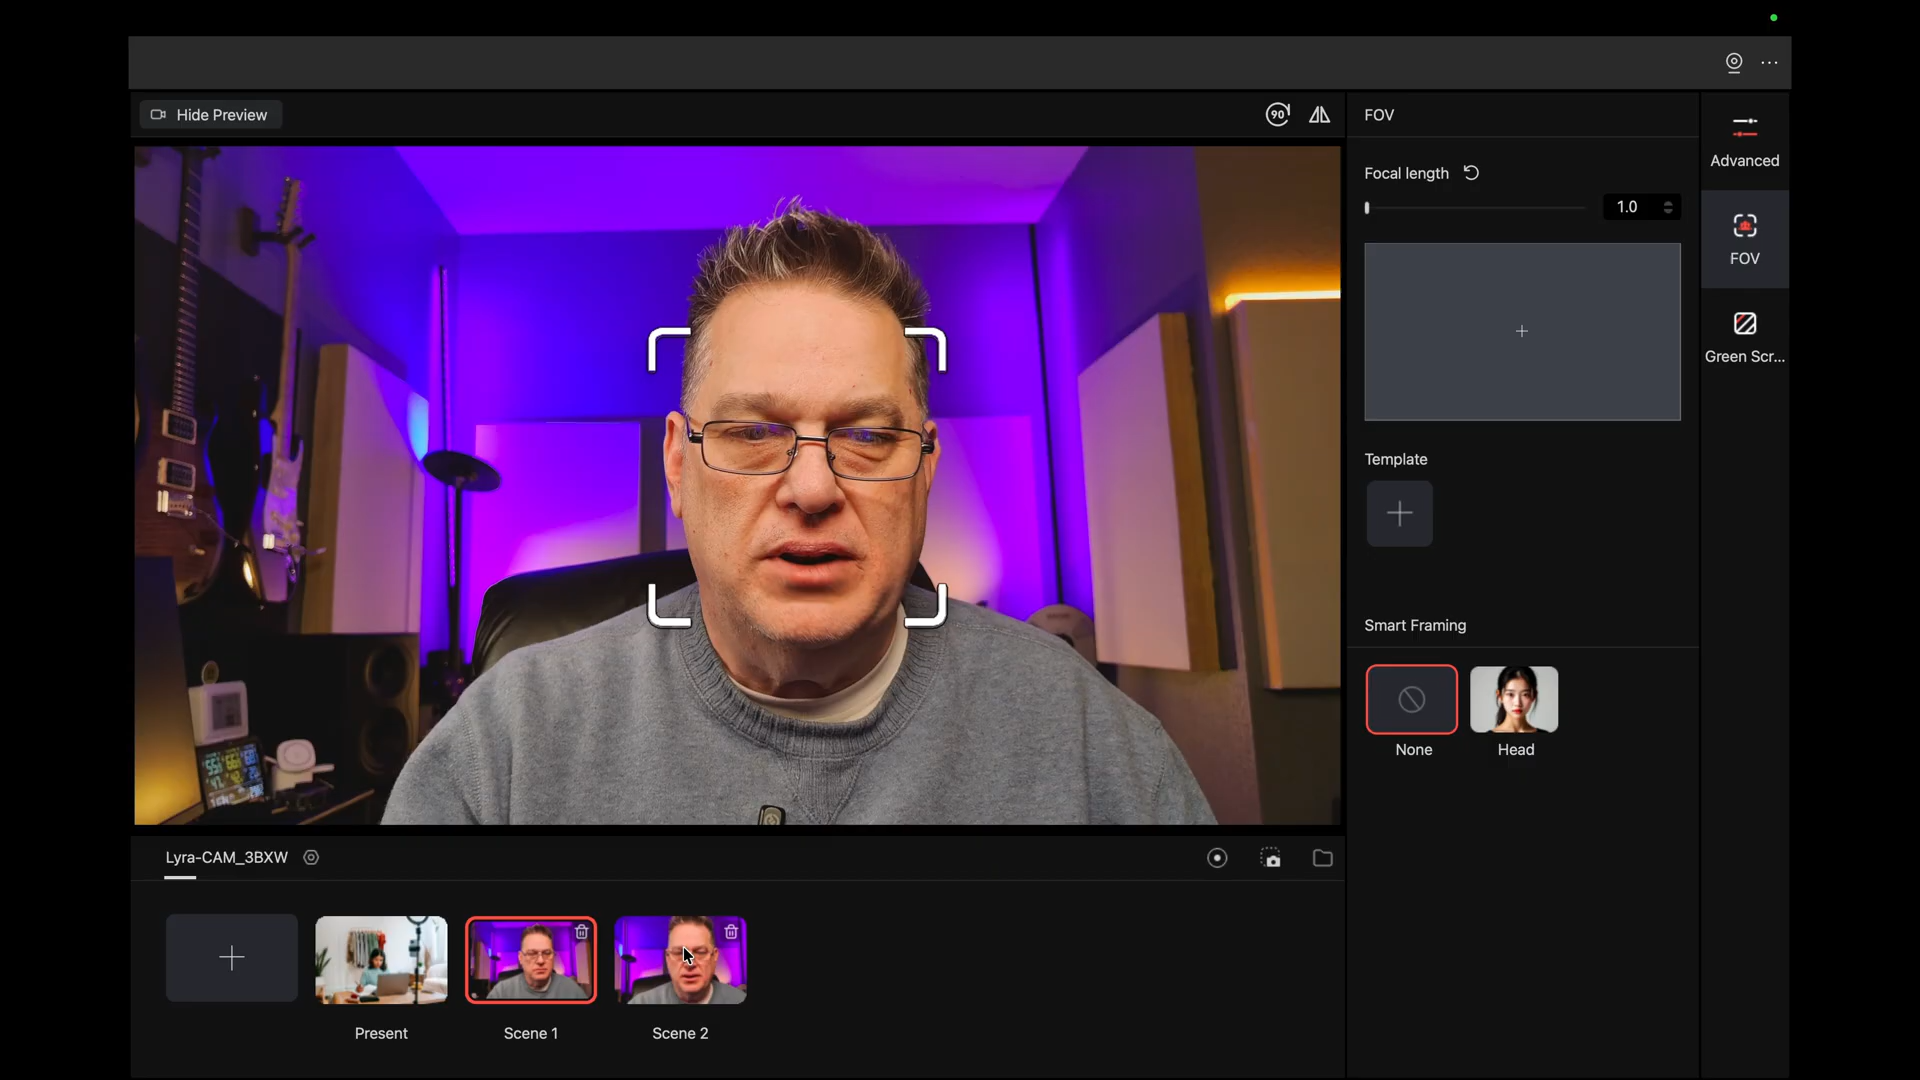 Hide Preview
90
FOV
Focal length
1.0
Template
Smart Framing
None
Head
Advanced
FOV
Green Scr...
Lyra-CAM_3BXW
Present
Scene 1
Scene 2